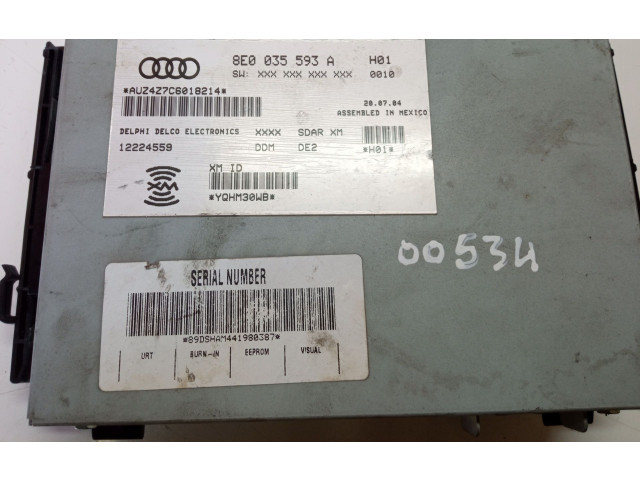 8E0 035 593 A H01
SW: XXX XXX XXX XXX 0010
*AUZ4Z7C6018214*
28.07.04
ASSEMBLED IN MEXICO
DELPHI DELCO ELECTRONICS XXXX SDAR XM
12224559 DDM DE2 *H01*
XM ID
XM
*YQHM30WB*
00534
SERIAL NUMBER
*89DSHAM441980387*
URT BURN-IN EEPROM VISUAL